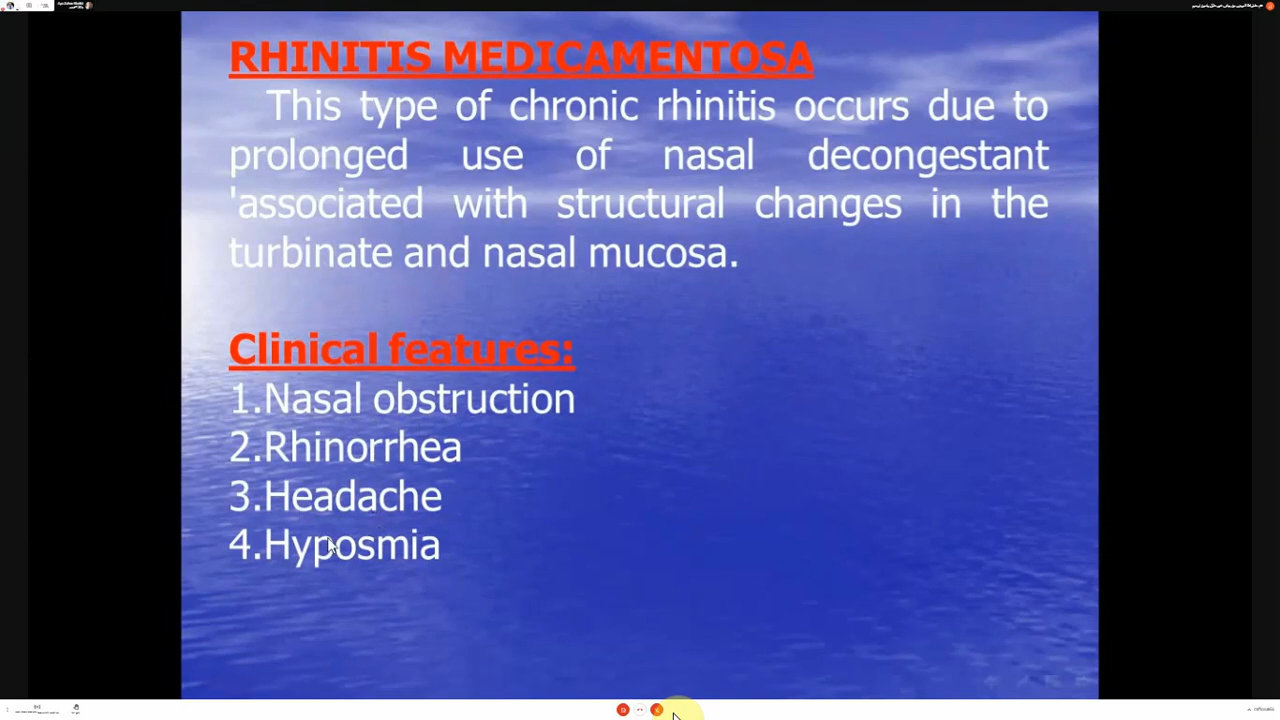 RHINITIS MEDICAMENTOSA
This type of chronic rhinitis occurs due to
prolonged use of nasal decongestant
'associated with structural changes in the
turbinate and nasal mucosa.
Clinical features:
1.Nasal obstruction
2.Rhinorrhea
3.Headache
4.Hyposmia